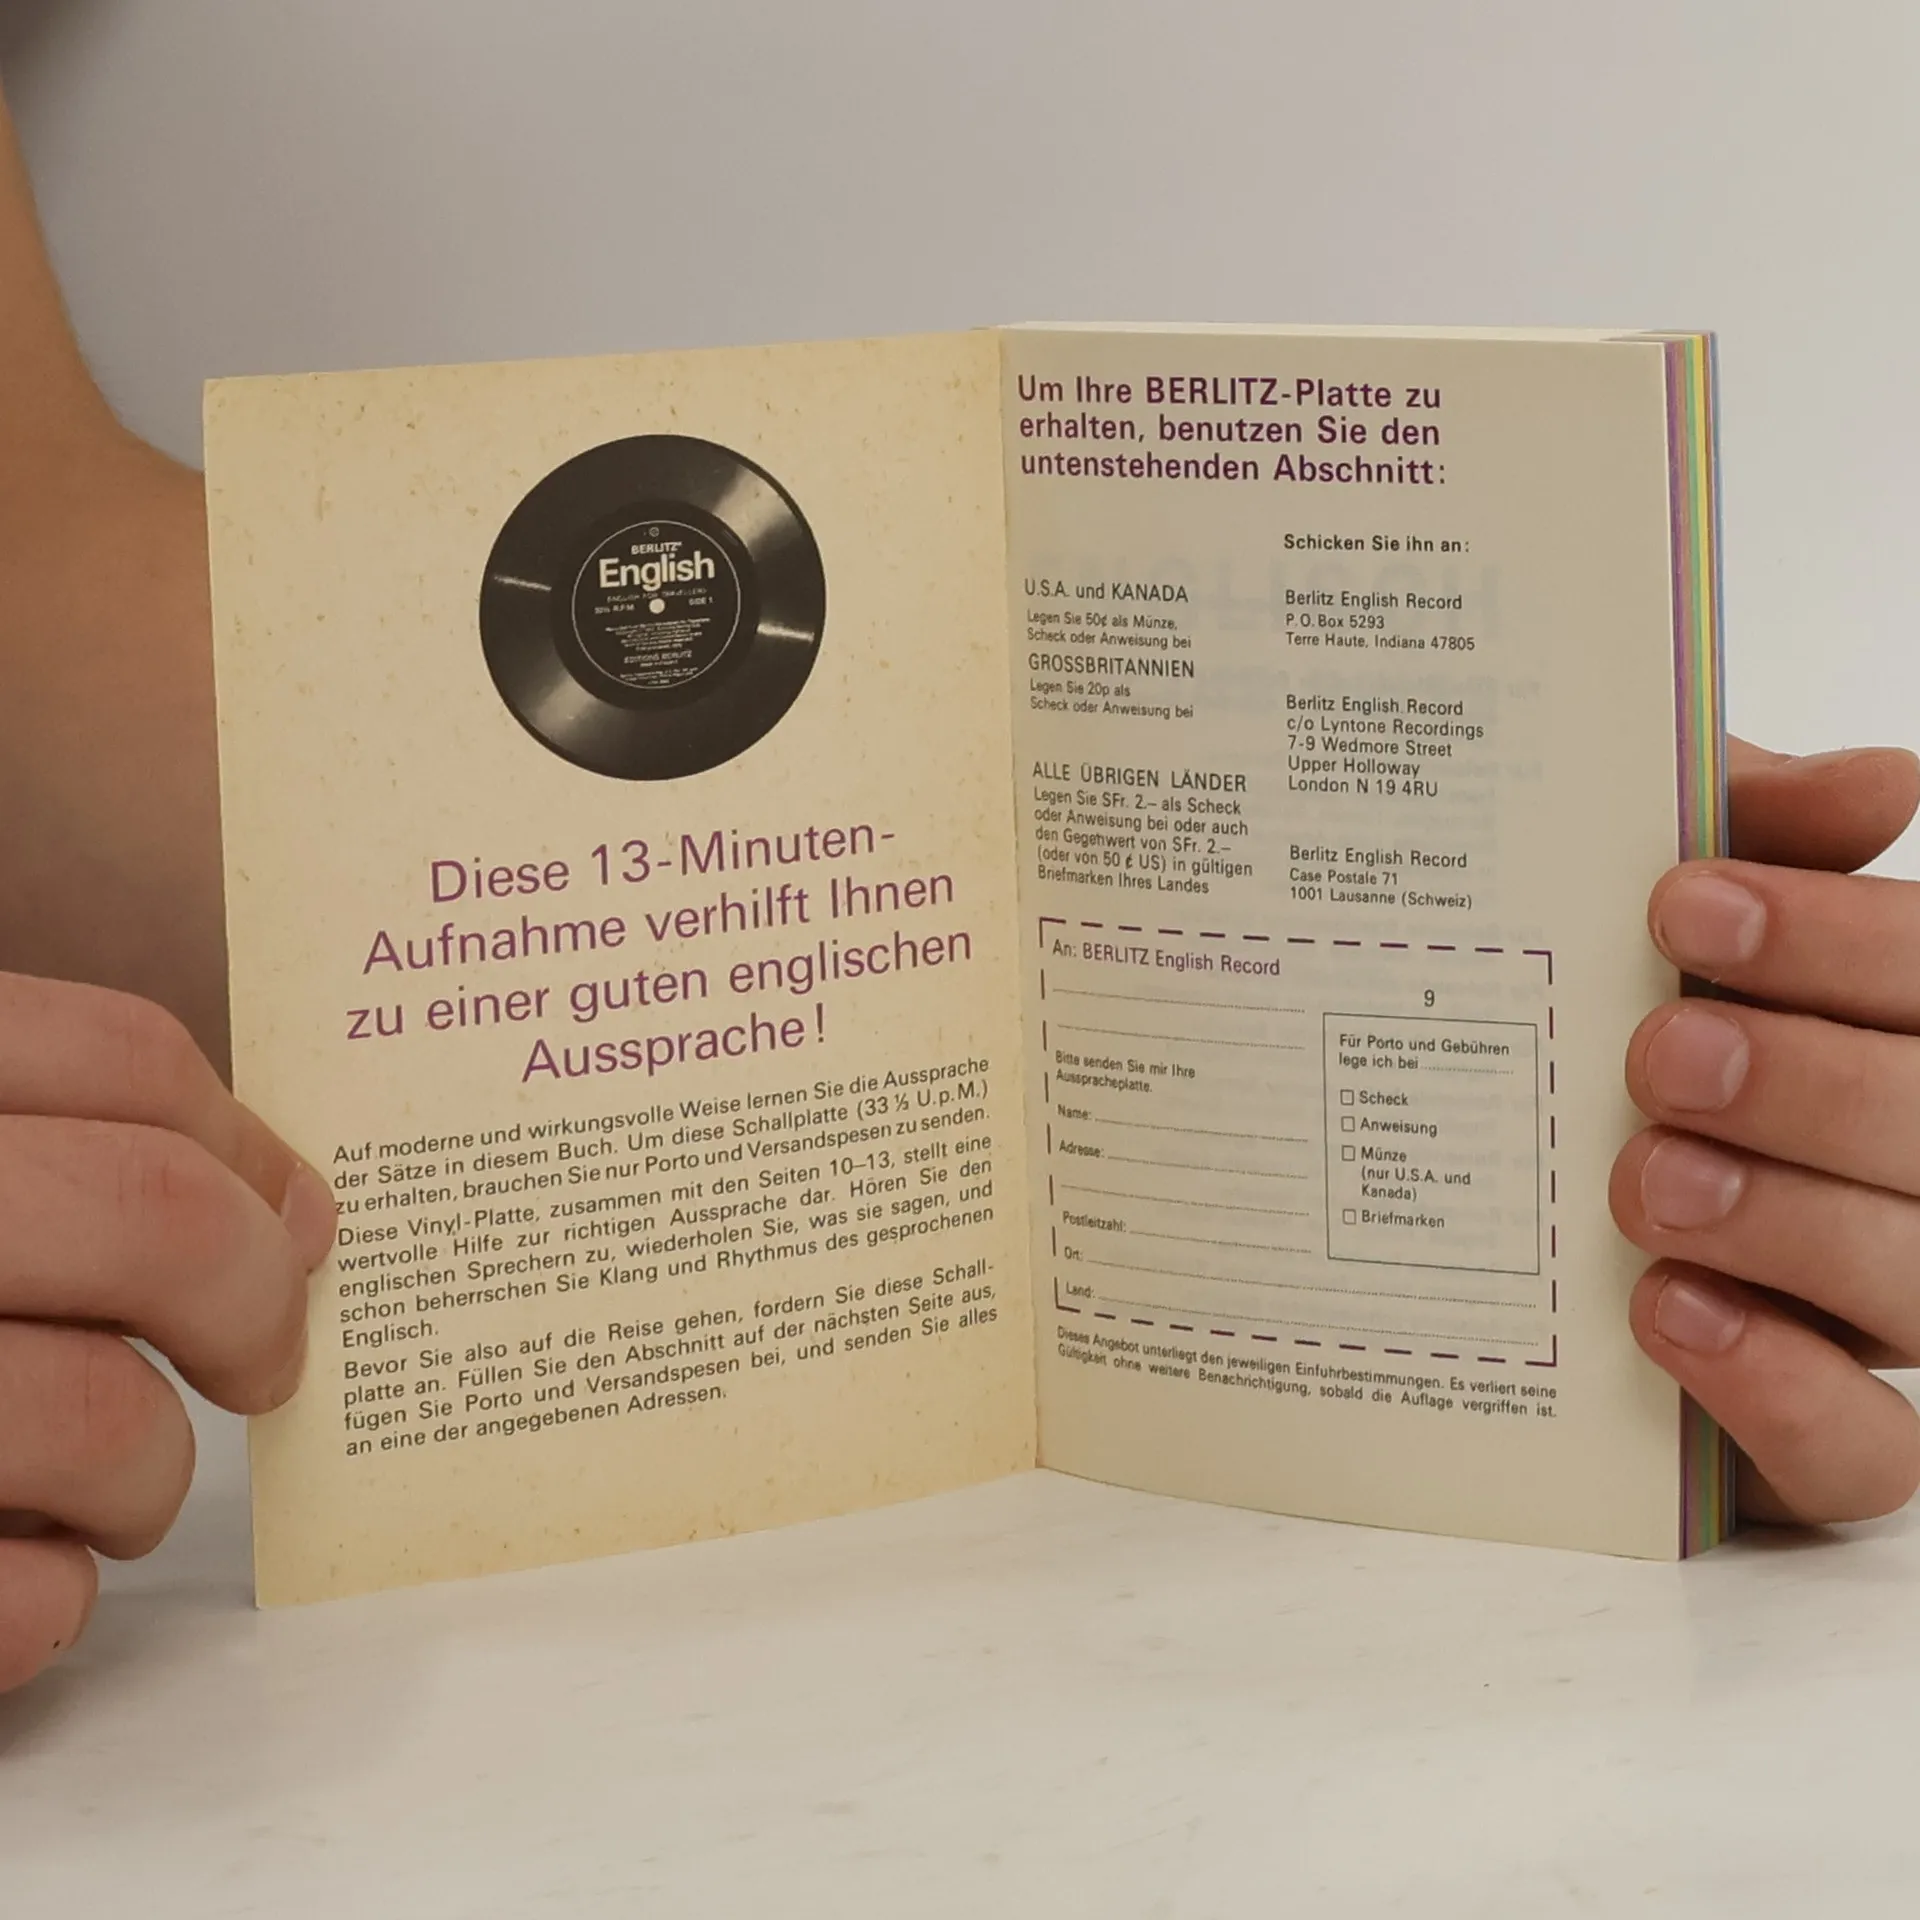 BERLITZ
English
ENGLISH FOR TRAVELLERS
33⅓ R.P.M
SIDE 1
EDITIONS BERLITZ
Diese 13-Minuten-
Aufnahme verhilft Ihnen
zu einer guten englischen
Aussprache!
Auf moderne und wirkungsvolle Weise lernen Sie die Aussprache
der Sätze in diesem Buch. Um diese Schallplatte (33 ⅓ U.p.M.)
zu erhalten, brauchen Sie nur Porto und Versandspesen zu senden.
Diese Vinyl-Platte, zusammen mit den Seiten 10–13, stellt eine
wertvolle Hilfe zur richtigen Aussprache dar. Hören Sie den
englischen Sprechern zu, wiederholen Sie, was sie sagen, und
schon beherrschen Sie Klang und Rhythmus des gesprochenen
Englisch.
Bevor Sie also auf die Reise gehen, fordern Sie diese Schall-
platte an. Füllen Sie den Abschnitt auf der nächsten Seite aus,
fügen Sie Porto und Versandspesen bei, und senden Sie alles
an eine der angegebenen Adressen.
Um Ihre BERLITZ-Platte zu
erhalten, benutzen Sie den
untenstehenden Abschnitt:
Schicken Sie ihn an:
U.S.A. und KANADA
Legen Sie 50¢ als Münze,
Scheck oder Anweisung bei
Berlitz English Record
P.O. Box 5293
Terre Haute, Indiana 47805
GROSSBRITANNIEN
Legen Sie 20p als
Scheck oder Anweisung bei
Berlitz English Record
c/o Lyntone Recordings
7-9 Wedmore Street
Upper Holloway
London N 19 4RU
ALLE ÜBRIGEN LÄNDER
Legen Sie SFr. 2.– als Scheck
oder Anweisung bei oder auch
den Gegenwert von SFr. 2.–
(oder von 50 ¢ US) in gültigen
Briefmarken Ihres Landes
Berlitz English Record
Case Postale 71
1001 Lausanne (Schweiz)
An: BERLITZ English Record
9
Bitte senden Sie mir Ihre
Ausspracheplatte.
Name:
Adresse:
Postleitzahl:
Ort:
Land:
Für Porto und Gebühren
lege ich bei
Scheck
Anweisung
Münze
(nur U.S.A. und
Kanada)
Briefmarken
Dieses Angebot unterliegt den jeweiligen Einfuhrbestimmungen. Es verliert seine
Gültigkeit ohne weitere Benachrichtigung, sobald die Auflage vergriffen ist.